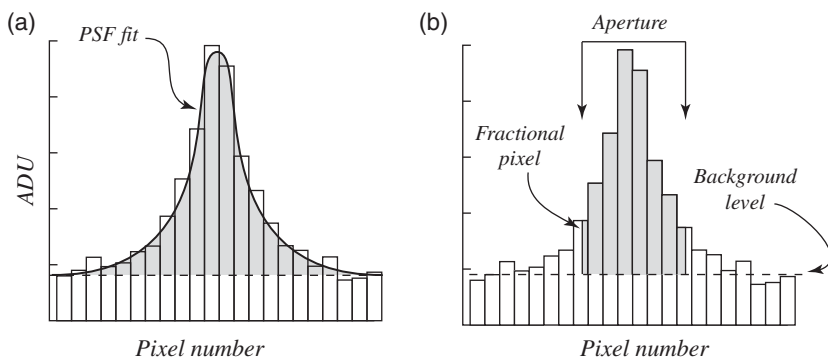 (a)
PSF fit
ADU
Pixel number
(b)
Aperture
Fractional
pixel
Background
level
Pixel number